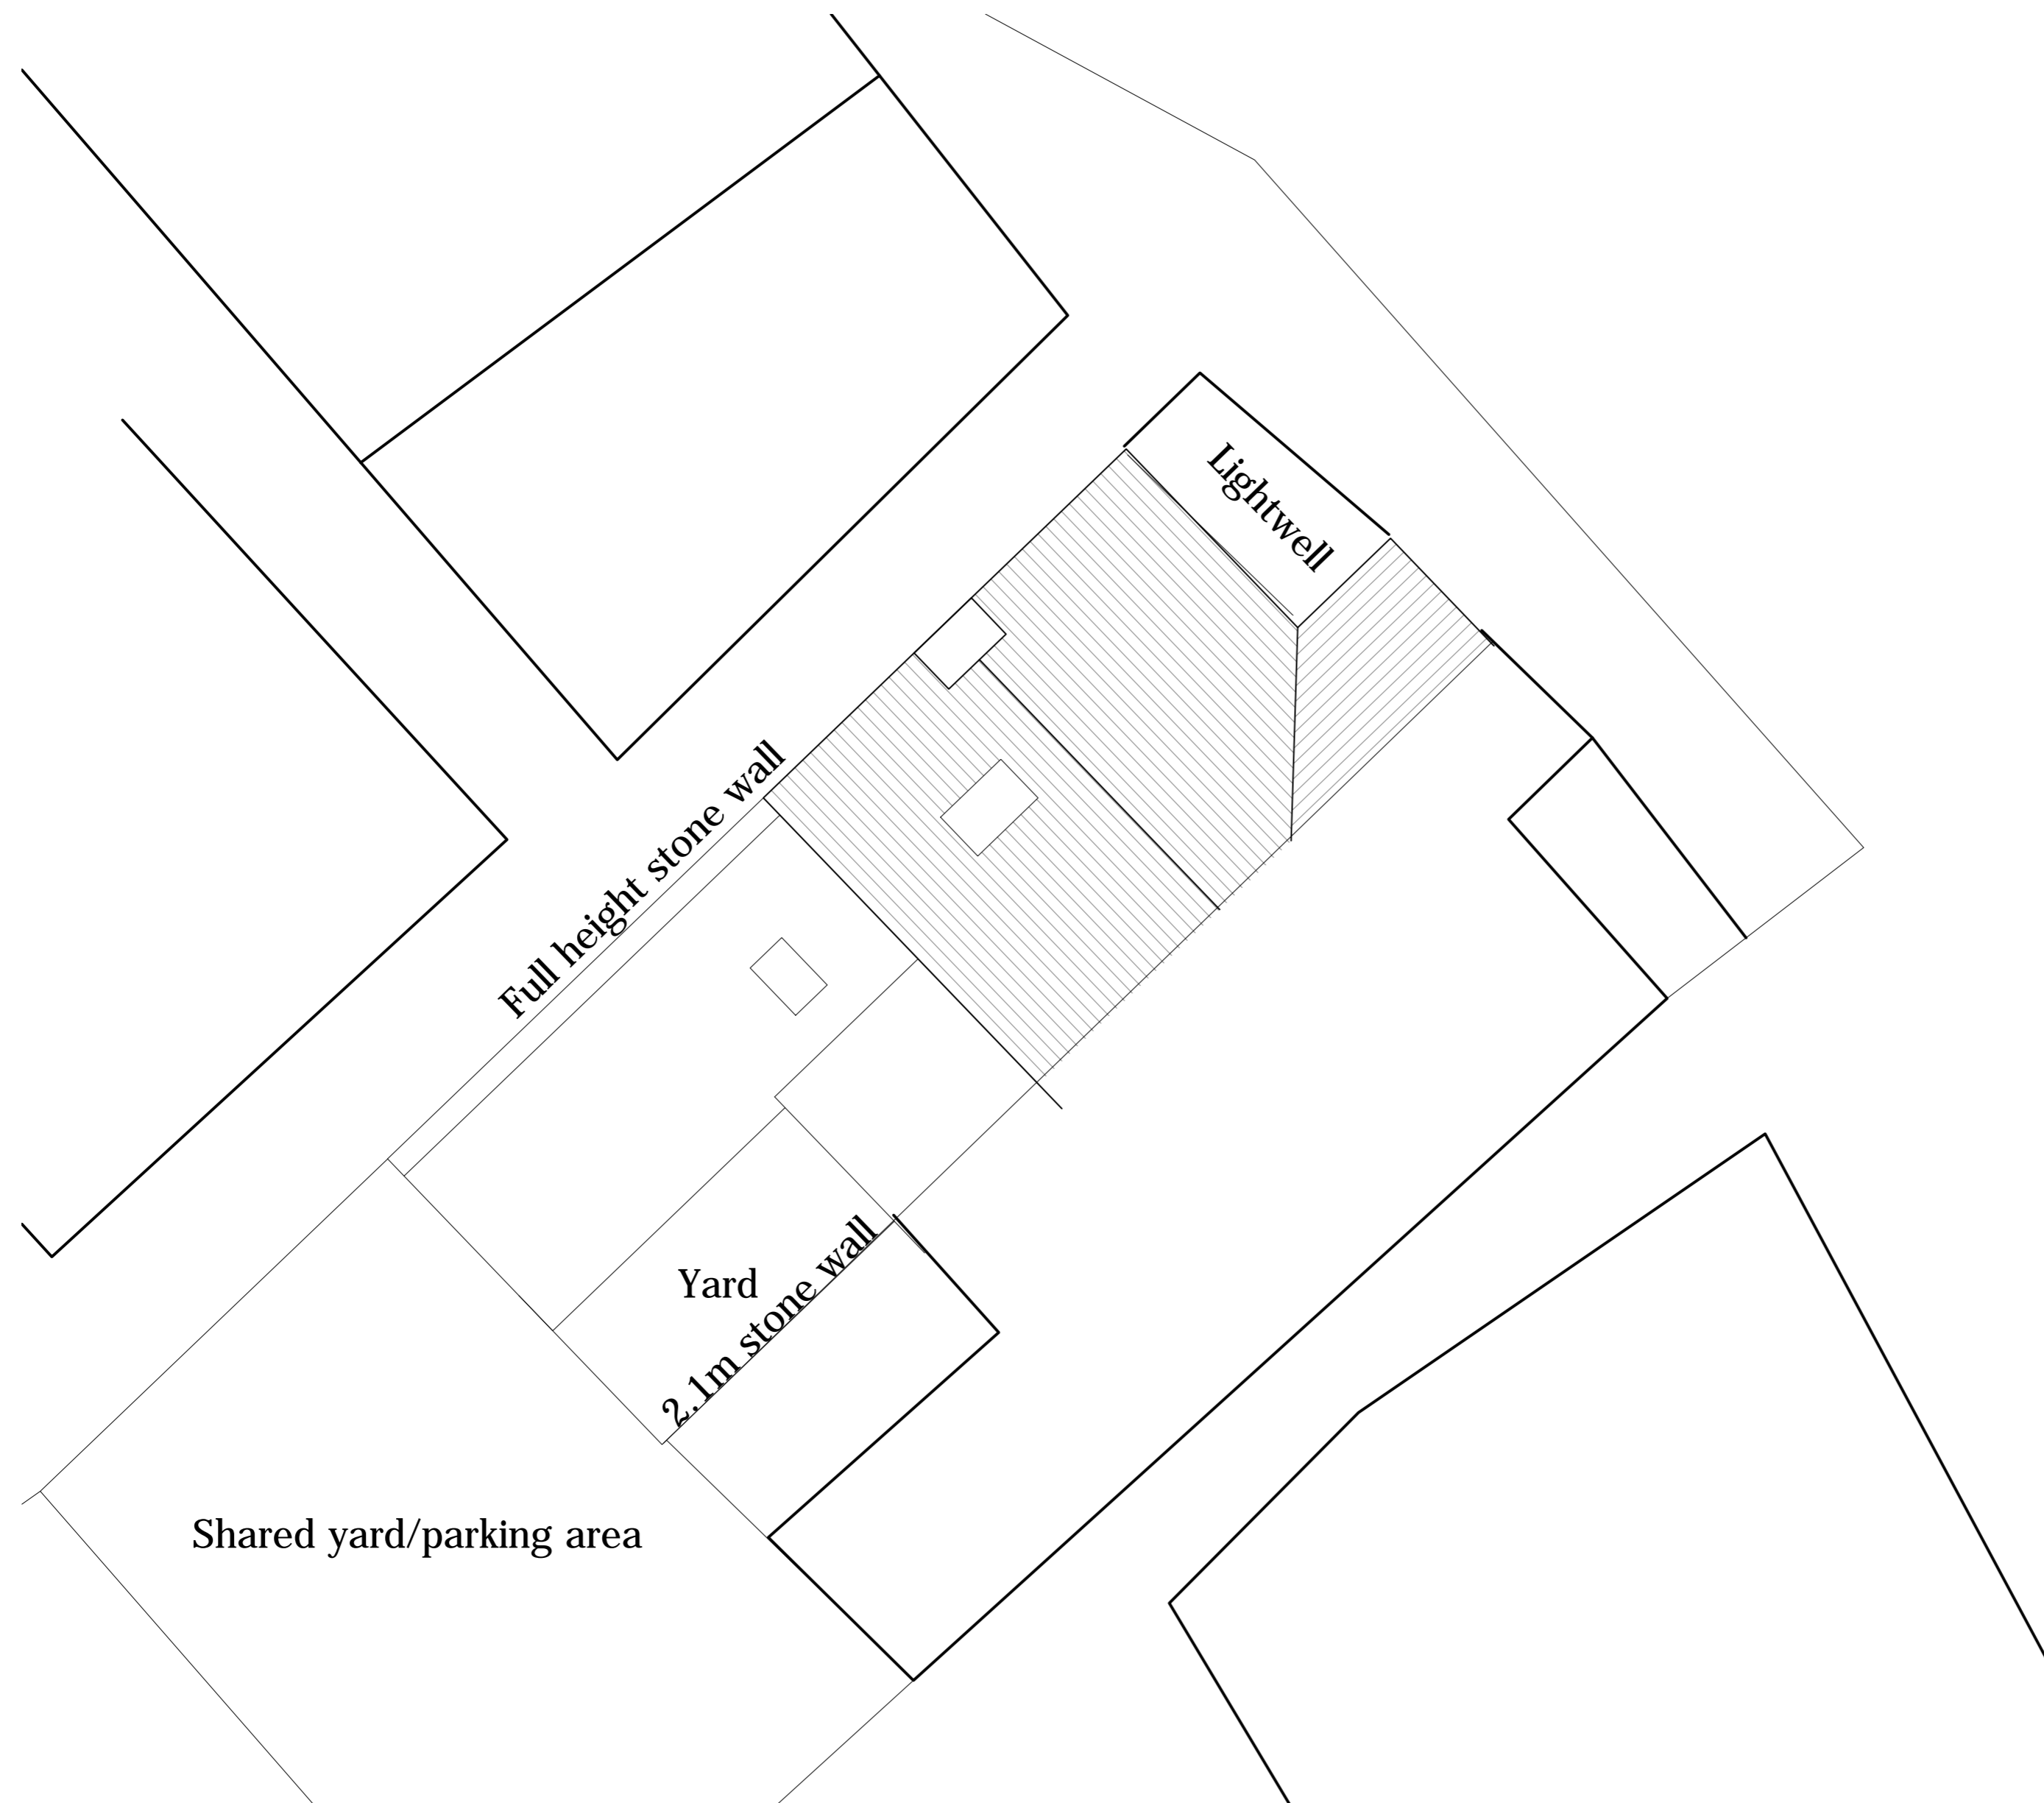 Lightwell
Full height stone wall
Yard
2.1m stone wall
Shared yard/parking area